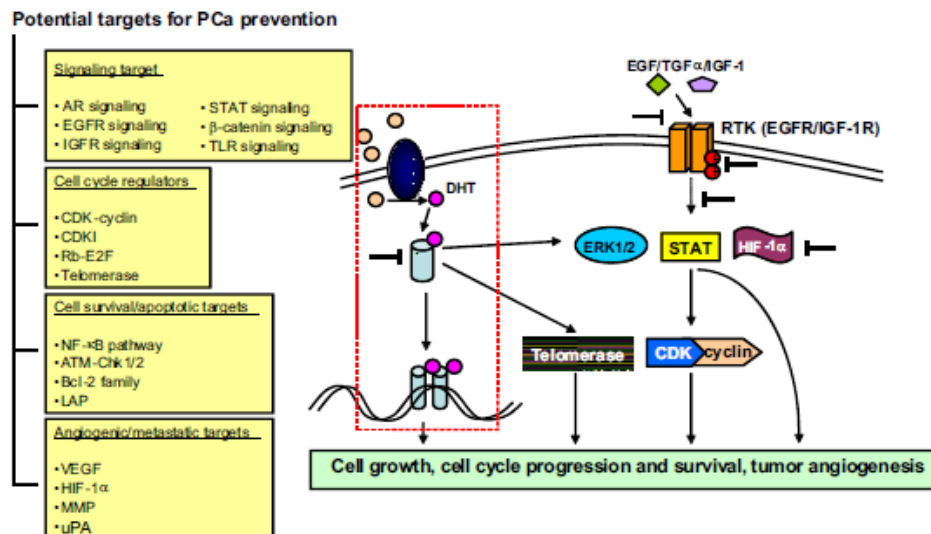 Potential targets for PCa prevention
Signaling target
• AR signaling
• EGFR signaling
• IGFR signaling
• STAT signaling
• β-catenin signaling
• TLR signaling
Cell cycle regulators
• CDK-cyclin
• CDKI
• Rb-E2F
• Telomerase
Cell survival/apoptotic targets
• NF-κB pathway
• ATM-Chk1/2
• Bcl-2 family
• LAP
Angiogenic/metastatic targets
• VEGF
• HIF-1α
• MMP
• uPA
EGF/TGFα/IGF-1
RTK (EGFR/IGF-1R)
DHT
ERK1/2
STAT
HIF-1α
Telomerase
CDK
cyclin
Cell growth, cell cycle progression and survival, tumor angiogenesis